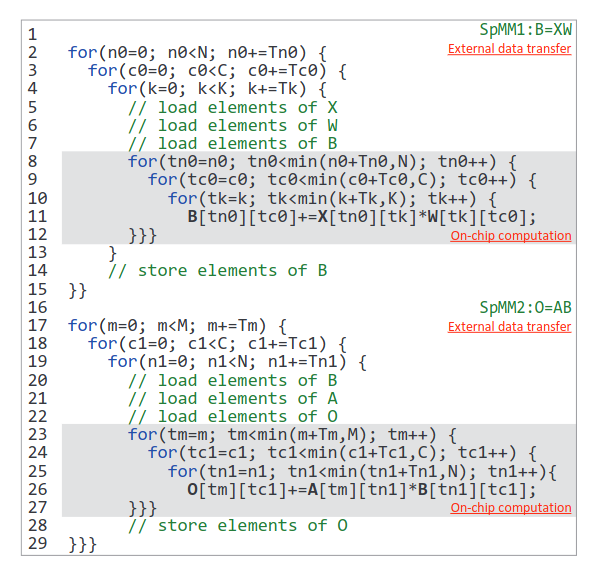 1 SpMM1:B=XW
2 for(n0=0; n0<N; n0+=Tn0) { External data transfer
3 for(c0=0; c0<C; c0+=Tc0) {
4 for(k=0; k<K; k+=Tk) {
5 // load elements of X
6 // load elements of W
7 // load elements of B
8 for(tn0=n0; tn0<min(n0+Tn0,N); tn0++) {
9 for(tc0=c0; tc0<min(c0+Tc0,C); tc0++) {
10 for(tk=k; tk<min(k+Tk,K); tk++) {
11 B[tn0][tc0]+=X[tn0][tk]*W[tk][tc0];
12 }}} On-chip computation
13 }
14 // store elements of B
15 }}
16 SpMM2:O=AB
17 for(m=0; m<M; m+=Tm) { External data transfer
18 for(c1=0; c1<C; c1+=Tc1) {
19 for(n1=0; n1<N; n1+=Tn1) {
20 // load elements of B
21 // load elements of A
22 // load elements of O
23 for(tm=m; tm<min(m+Tm,M); tm++) {
24 for(tc1=c1; tc1<min(c1+Tc1,C); tc1++) {
25 for(tn1=n1; tn1<min(tn1+Tn1,N); tn1++){
26 O[tm][tc1]+=A[tm][tn1]*B[tn1][tc1];
27 }}} On-chip computation
28 // store elements of O
29 }}}